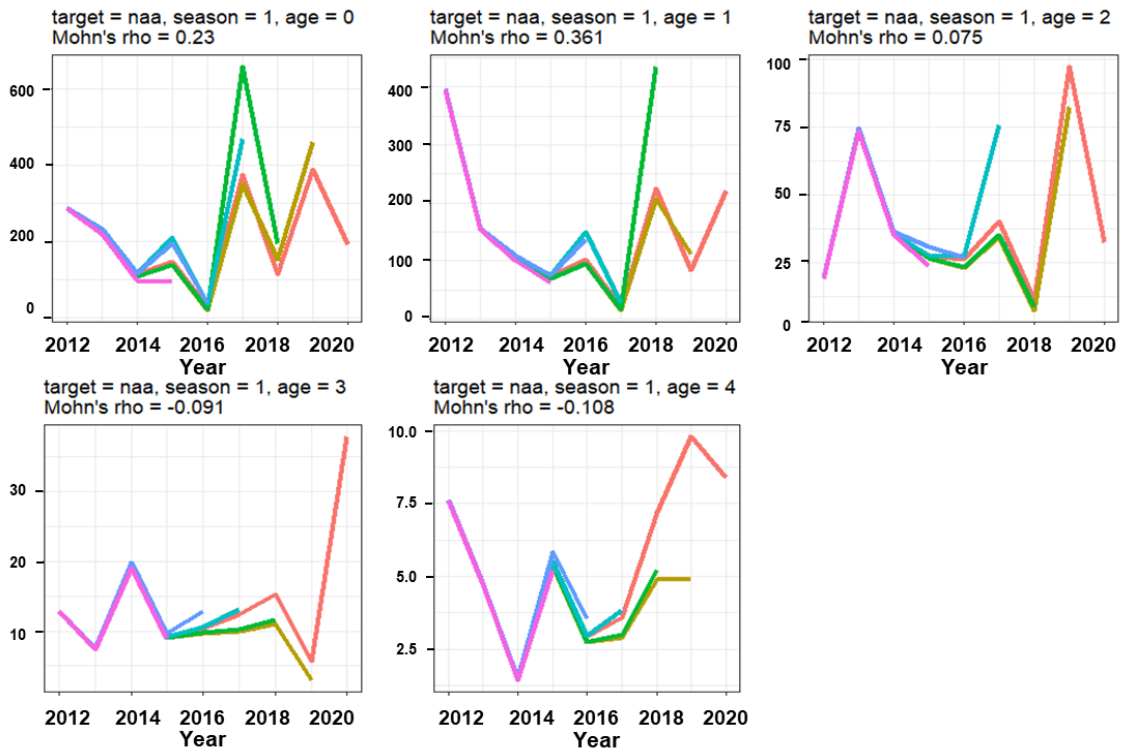 target = naa, season = 1, age = 0
Mohn's rho = 0.23
600
400
200
0
2012 2014 2016 2018 2020
Year
target = naa, season = 1, age = 1
Mohn's rho = 0.361
400
300
200
100
0
2012 2014 2016 2018 2020
Year
target = naa, season = 1, age = 2
Mohn's rho = 0.075
100
75
50
25
0
2012 2014 2016 2018 2020
Year
target = naa, season = 1, age = 3
Mohn's rho = -0.091
30
20
10
2012 2014 2016 2018 2020
Year
target = naa, season = 1, age = 4
Mohn's rho = -0.108
10.0
7.5
5.0
2.5
2012 2014 2016 2018 2020
Year